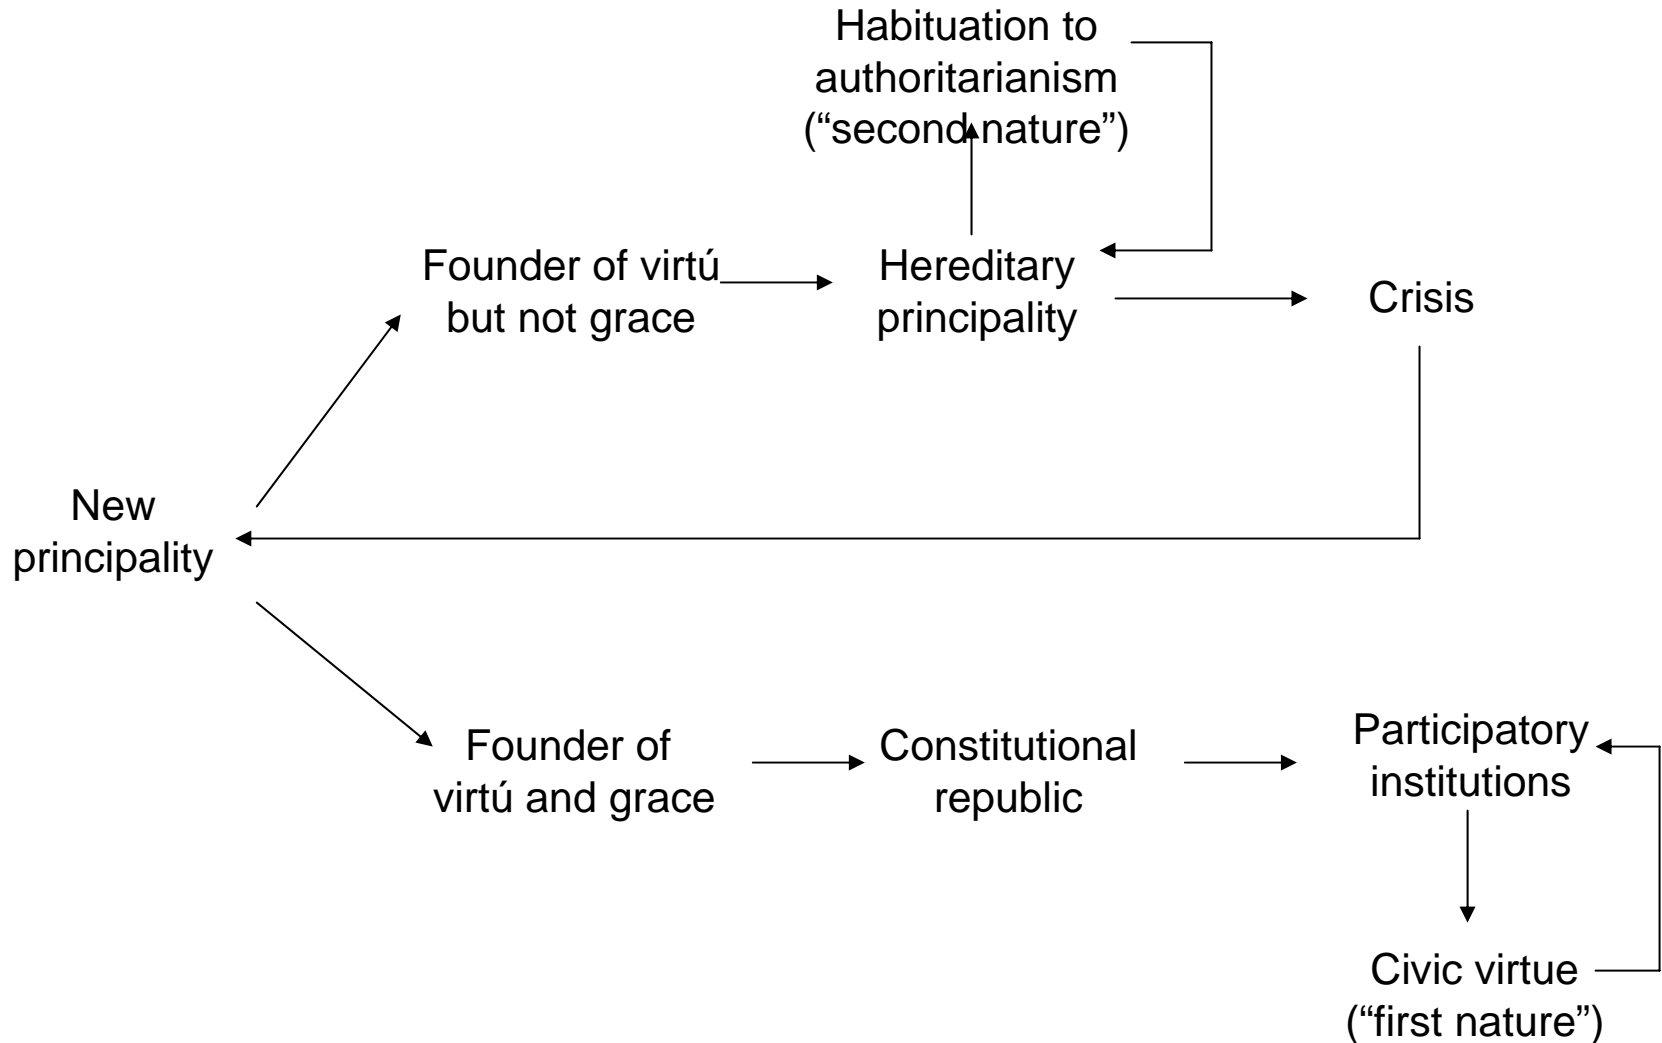 Habituation to
authoritarianism
(“second nature”)
Founder of virtú
but not grace
Hereditary
principality
Crisis
New
principality
Founder of
virtú and grace
Constitutional
republic
Participatory
institutions
Civic virtue
(“first nature”)